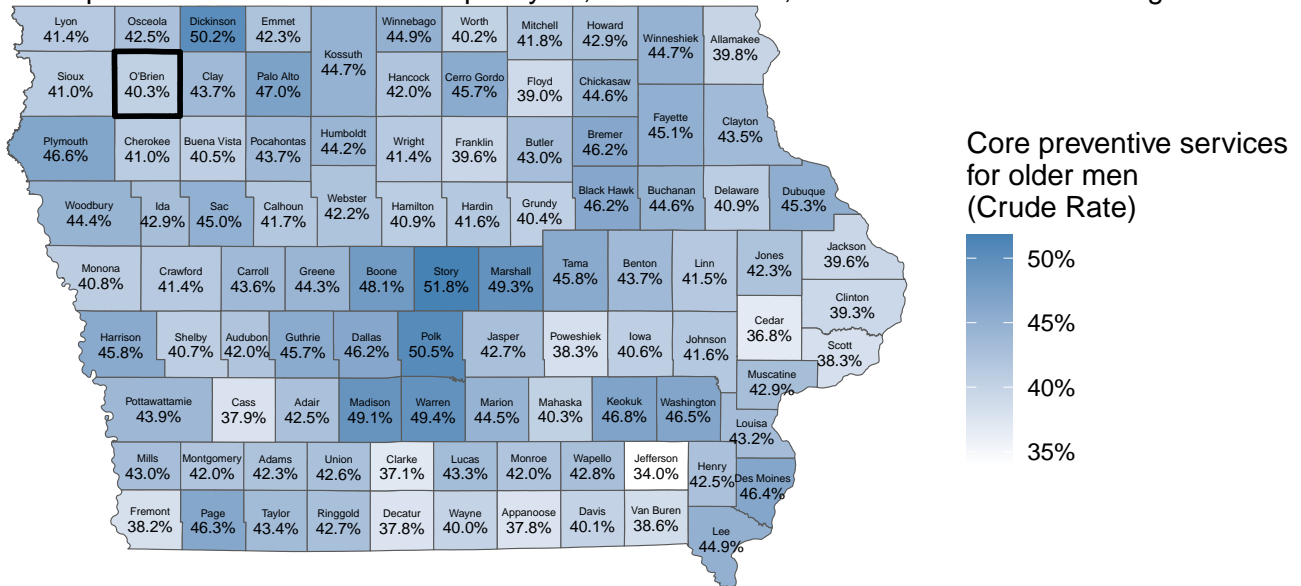 Lyon
41.4%
Osceola
42.5%
Dickinson
50.2%
Emmet
42.3%
Kossuth
44.7%
Winnebago
44.9%
Worth
40.2%
Mitchell
41.8%
Howard
42.9%
Winneshiek
44.7%
Allamakee
39.8%
Sioux
41.0%
O'Brien
40.3%
Clay
43.7%
Palo Alto
47.0%
Hancock
42.0%
Cerro Gordo
45.7%
Floyd
39.0%
Chickasaw
44.6%
Fayette
45.1%
Clayton
43.5%
Plymouth
46.6%
Cherokee
41.0%
Buena Vista
40.5%
Pocahontas
43.7%
Humboldt
44.2%
Wright
41.4%
Franklin
39.6%
Butler
43.0%
Bremer
46.2%
Woodbury
44.4%
Ida
42.9%
Sac
45.0%
Calhoun
41.7%
Webster
42.2%
Hamilton
40.9%
Hardin
41.6%
Grundy
40.4%
Black Hawk
46.2%
Buchanan
44.6%
Delaware
40.9%
Dubuque
45.3%
Monona
40.8%
Crawford
41.4%
Carroll
43.6%
Greene
44.3%
Boone
48.1%
Story
51.8%
Marshall
49.3%
Tama
45.8%
Benton
43.7%
Linn
41.5%
Jones
42.3%
Jackson
39.6%
Clinton
39.3%
Harrison
45.8%
Shelby
40.7%
Audubon
42.0%
Guthrie
45.7%
Dallas
46.2%
Polk
50.5%
Jasper
42.7%
Poweshiek
38.3%
Iowa
40.6%
Johnson
41.6%
Cedar
36.8%
Scott
38.3%
Muscatine
42.9%
Pottawattamie
43.9%
Cass
37.9%
Adair
42.5%
Madison
49.1%
Warren
49.4%
Marion
44.5%
Mahaska
40.3%
Keokuk
46.8%
Washington
46.5%
Louisa
43.2%
Mills
43.0%
Montgomery
42.0%
Adams
42.3%
Union
42.6%
Clarke
37.1%
Lucas
43.3%
Monroe
42.0%
Wapello
42.8%
Jefferson
34.0%
Henry
42.5%
Des Moines
46.4%
Fremont
38.2%
Page
46.3%
Taylor
43.4%
Ringgold
42.7%
Decatur
37.8%
Wayne
40.0%
Appanoose
37.8%
Davis
40.1%
Van Buren
38.6%
Lee
44.9%
Core preventive services
for older men
(Crude Rate)
50%
45%
40%
35%